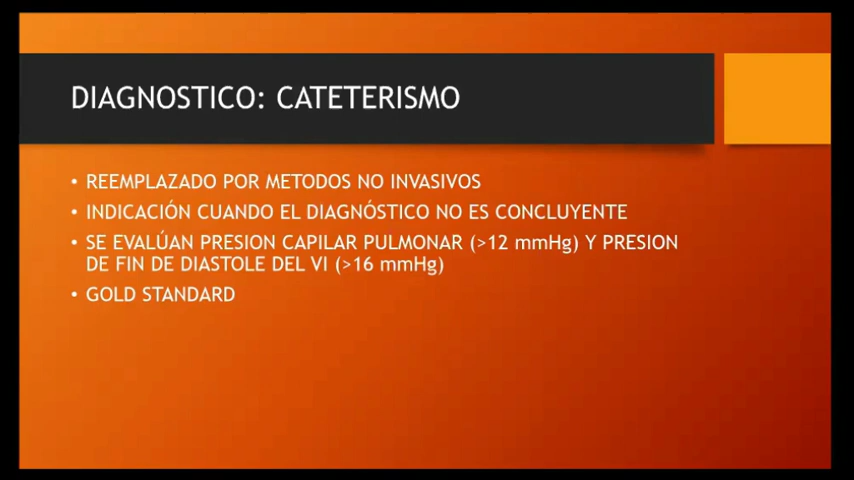 DIAGNOSTICO: CATETERISMO
• REEMPLAZADO POR METODOS NO INVASIVOS
• INDICACIÓN CUANDO EL DIAGNÓSTICO NO ES CONCLUYENTE
• SE EVALÚAN PRESION CAPILAR PULMONAR (>12 mmHg) Y PRESION
DE FIN DE DIASTOLE DEL VI (>16 mmHg)
• GOLD STANDARD